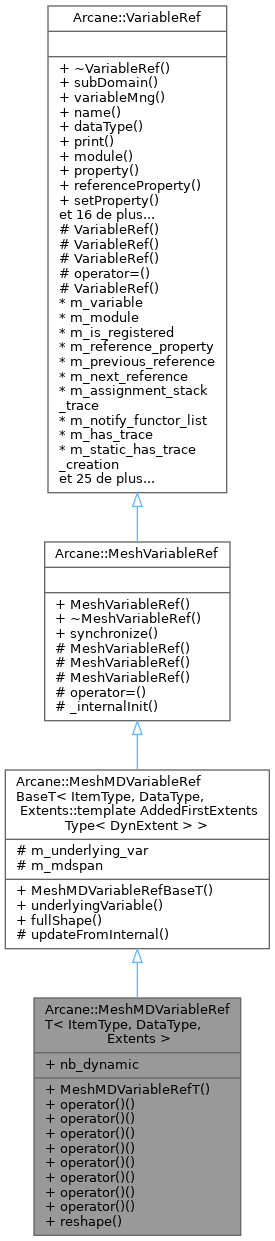 Arcane::VariableRef
+ ~VariableRef()
+ subDomain()
+ variableMng()
+ name()
+ dataType()
+ print()
+ module()
+ property()
+ referenceProperty()
+ setProperty()
et 16 de plus...
# VariableRef()
# VariableRef()
# VariableRef()
# operator=()
# VariableRef()
* m_variable
* m_module
* m_is_registered
* m_reference_property
* m_previous_reference
* m_next_reference
* m_assignment_stack
_trace
* m_notify_functor_list
* m_has_trace
* m_static_has_trace
_creation
et 25 de plus...
Arcane::MeshVariableRef
+ MeshVariableRef()
+ ~MeshVariableRef()
+ synchronize()
# MeshVariableRef()
# MeshVariableRef()
# MeshVariableRef()
# operator=()
# _internalInit()
Arcane::MeshMDVariableRef
BaseT< ItemType, DataType,
Extents::template AddedFirstExtents
Type< DynExtent > >
# m_underlying_var
# m_mdspan
+ MeshMDVariableRefBaseT()
+ underlyingVariable()
+ fullShape()
# updateFromInternal()
Arcane::MeshMDVariableRef
T< ItemType, DataType,
Extents >
+ nb_dynamic
+ MeshMDVariableRefT()
+ operator()()
+ operator()()
+ operator()()
+ operator()()
+ operator()()
+ operator()()
+ operator()()
+ operator()()
+ reshape()